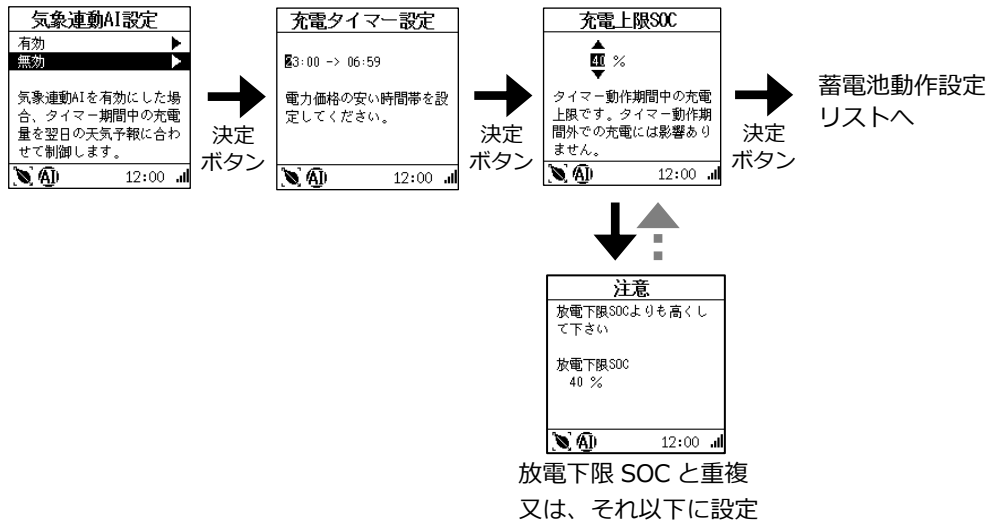 気象連動AI設定
有効
無効
気象連動AIを有効にした場
合、タイマー期間中の充電
量を翌日の天気予報に合わ
せて制御します。
AI 12:00
決定
ボタン
充電タイマー設定
23:00 -> 06:59
電力価格の安い時間帯を設
定してください。
AI 12:00
決定
ボタン
充電上限SOC
40 %
タイマー動作期間中の充電
上限です。タイマー動作期
間外での充電には影響あり
ません。
AI 12:00
決定
ボタン
蓄電池動作設定
リストへ
注意
放電下限SOCよりも高くし
て下さい
放電下限SOC
40 %
AI 12:00
放電下限 SOC と重複
又は、それ以下に設定